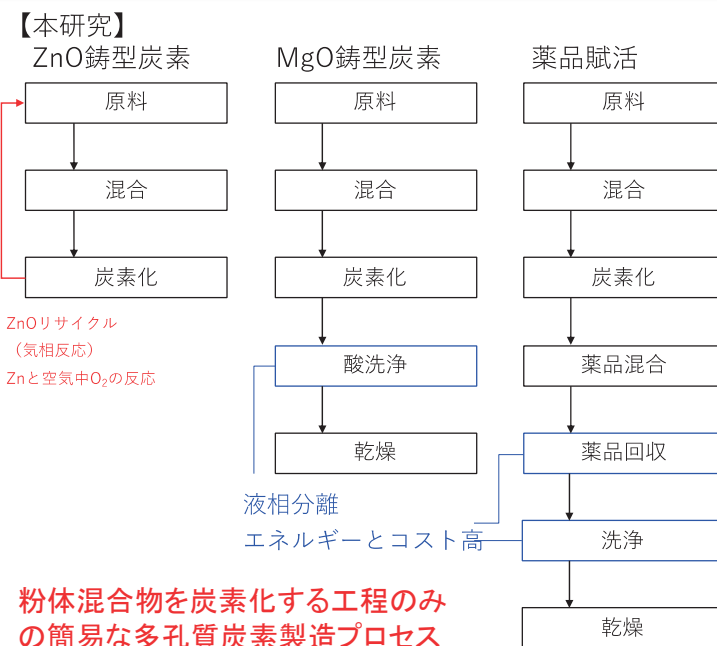 【本研究】
ZnO鋳型炭素
原料
混合
炭素化
ZnOリサイクル
（気相反応）
Znと空気中O₂の反応
MgO鋳型炭素
原料
混合
炭素化
酸洗浄
乾燥
液相分離
エネルギーとコスト高
薬品賦活
原料
混合
炭素化
薬品混合
薬品回収
洗浄
乾燥
粉体混合物を炭素化する工程のみ
の簡易な多孔質炭素製造プロセス